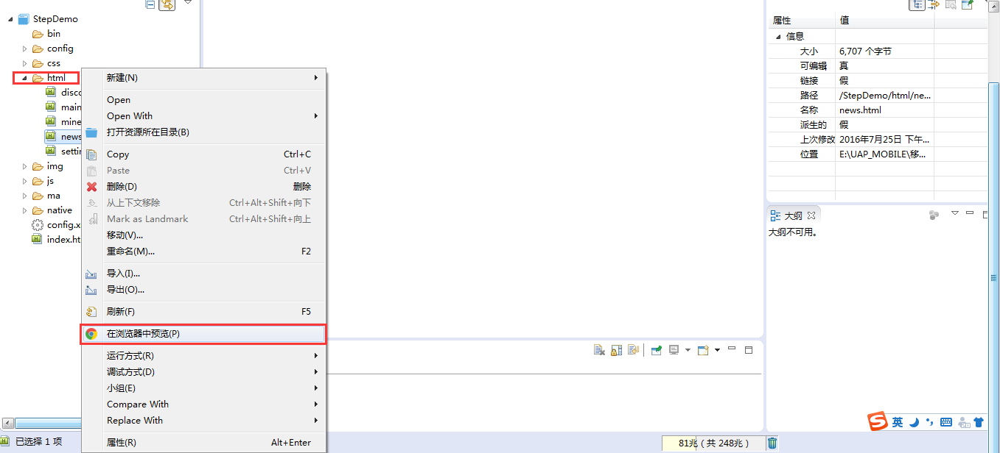 StepDemo
bin
config
css
html
disco
main
mine
news
settin
img
js
ma
native
config.x
index.ht
已选择 1 项
新建(N)
Open
Open With
打开资源所在目录(B)
Copy Ctrl+C
Paste Ctrl+V
删除(D) 删除
从上下文移除 Ctrl+Alt+Shift+向下
Mark as Landmark Ctrl+Alt+Shift+向上
移动(V)...
重命名(M)... F2
导入(I)...
导出(O)...
刷新(F) F5
在浏览器中预览(P)
运行方式(R)
调试方式(D)
小组(E)
Compare With
Replace With
属性(R) Alt+Enter
属性 值
信息
大小 6,707 个字节
可编辑 真
链接 假
路径 /StepDemo/html/ne...
名称 news.html
派生的 假
上次修改 2016年7月25日 下午...
位置 E:\UAP_MOBILE\移...
大纲
大纲不可用。
S 英
81兆（共 248兆）